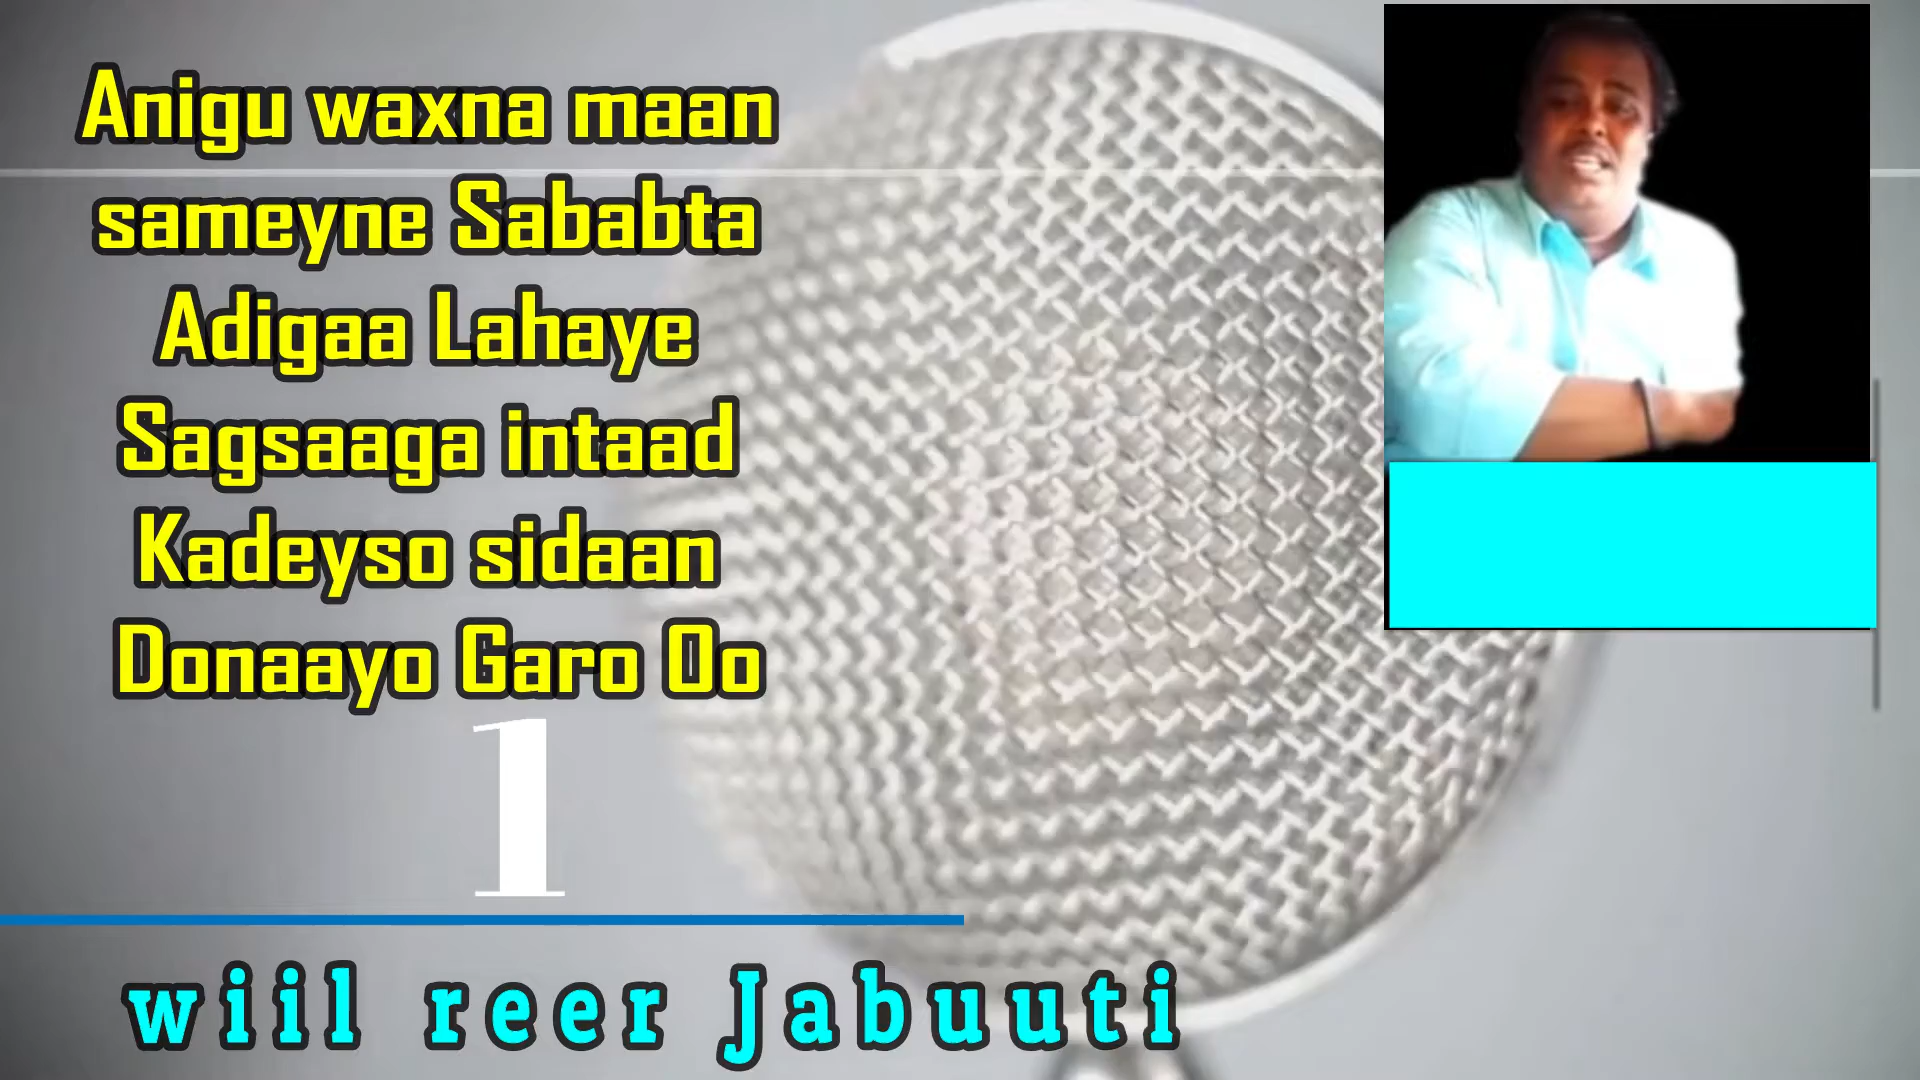 Anigu waxna maan
sameyne Sababta
Adigaa Lahaye
Sagsaaga intaad
Kadeyso sidaan
Donaayo Garo Oo
1
wiil reer Jabuuti